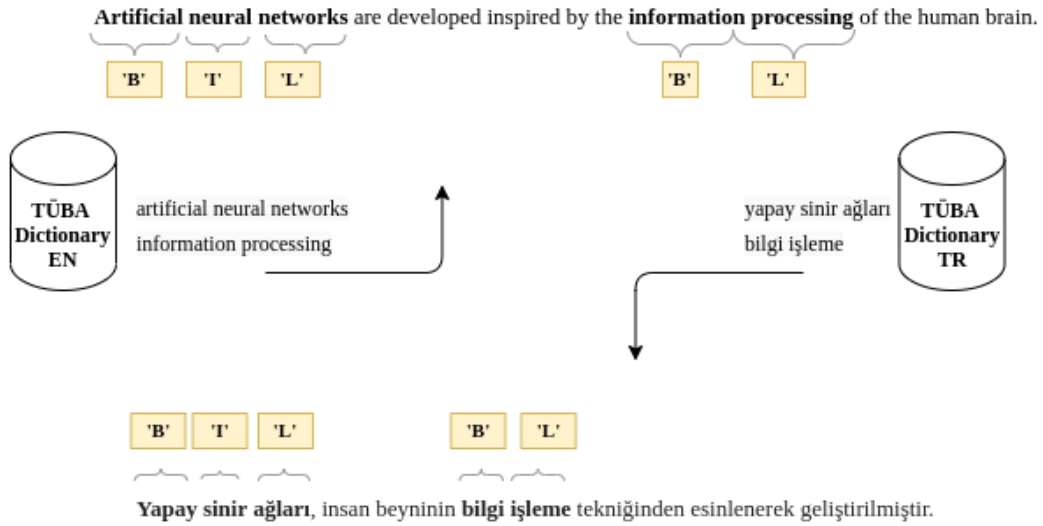 Artificial neural networks are developed inspired by the information processing of the human brain.
'B' 'I' 'L' 'B' 'L'
TÜBA
Dictionary
EN
artificial neural networks
information processing
yapay sinir ağları
bilgi işleme
TÜBA
Dictionary
TR
'B' 'I' 'L' 'B' 'L'
Yapay sinir ağları, insan beyninin bilgi işleme tekniğinden esinlenerek geliştirilmiştir.